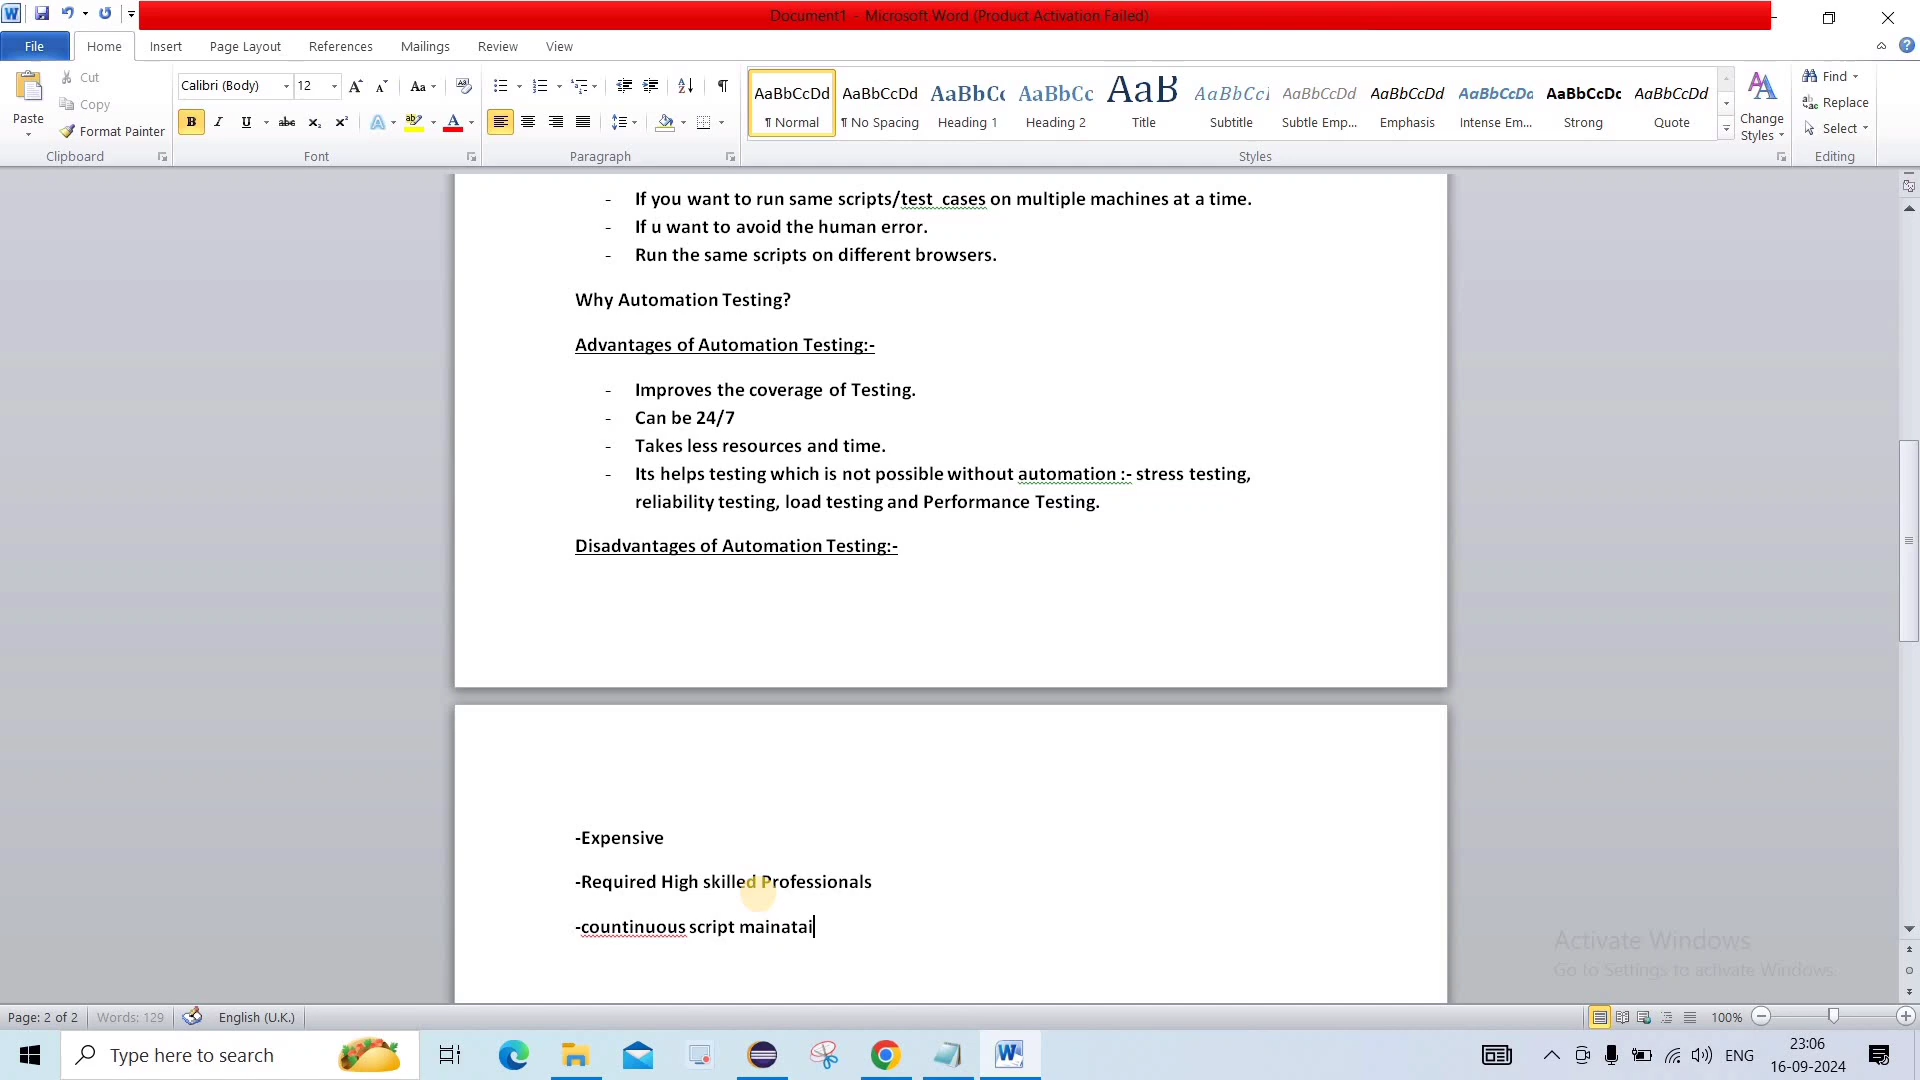 Document1 - Microsoft Word (Product Activation Failed)
File Home Insert Page Layout References Mailings Review View
Paste
Cut
Copy
Format Painter
Clipboard
Calibri (Body) 12
Font
Paragraph
AaBbCcDd AaBbCcDd AaBbCc AaBbCc AaB AaBbCcI AaBbCcDd AaBbCcDd AaBbCcDd AaBbCcDc AaBbCcDd
¶ Normal ¶ No Spacing Heading 1 Heading 2 Title Subtitle Subtle Emp... Emphasis Intense Em... Strong Quote
Styles
Change
Styles
Find
Replace
Select
Editing
- If you want to run same scripts/test cases on multiple machines at a time.
- If u want to avoid the human error.
- Run the same scripts on different browsers.
Why Automation Testing?
Advantages of Automation Testing:-
- Improves the coverage of Testing.
- Can be 24/7
- Takes less resources and time.
- Its helps testing which is not possible without automation :- stress testing,
reliability testing, load testing and Performance Testing.
Disadvantages of Automation Testing:-
-Expensive
-Required High skilled Professionals
-countinuous script mainatai
Activate Windows
Go to Settings to activate Windows.
Page: 2 of 2 Words: 129 English (U.K.) 100%
Type here to search
ENG
23:06
16-09-2024